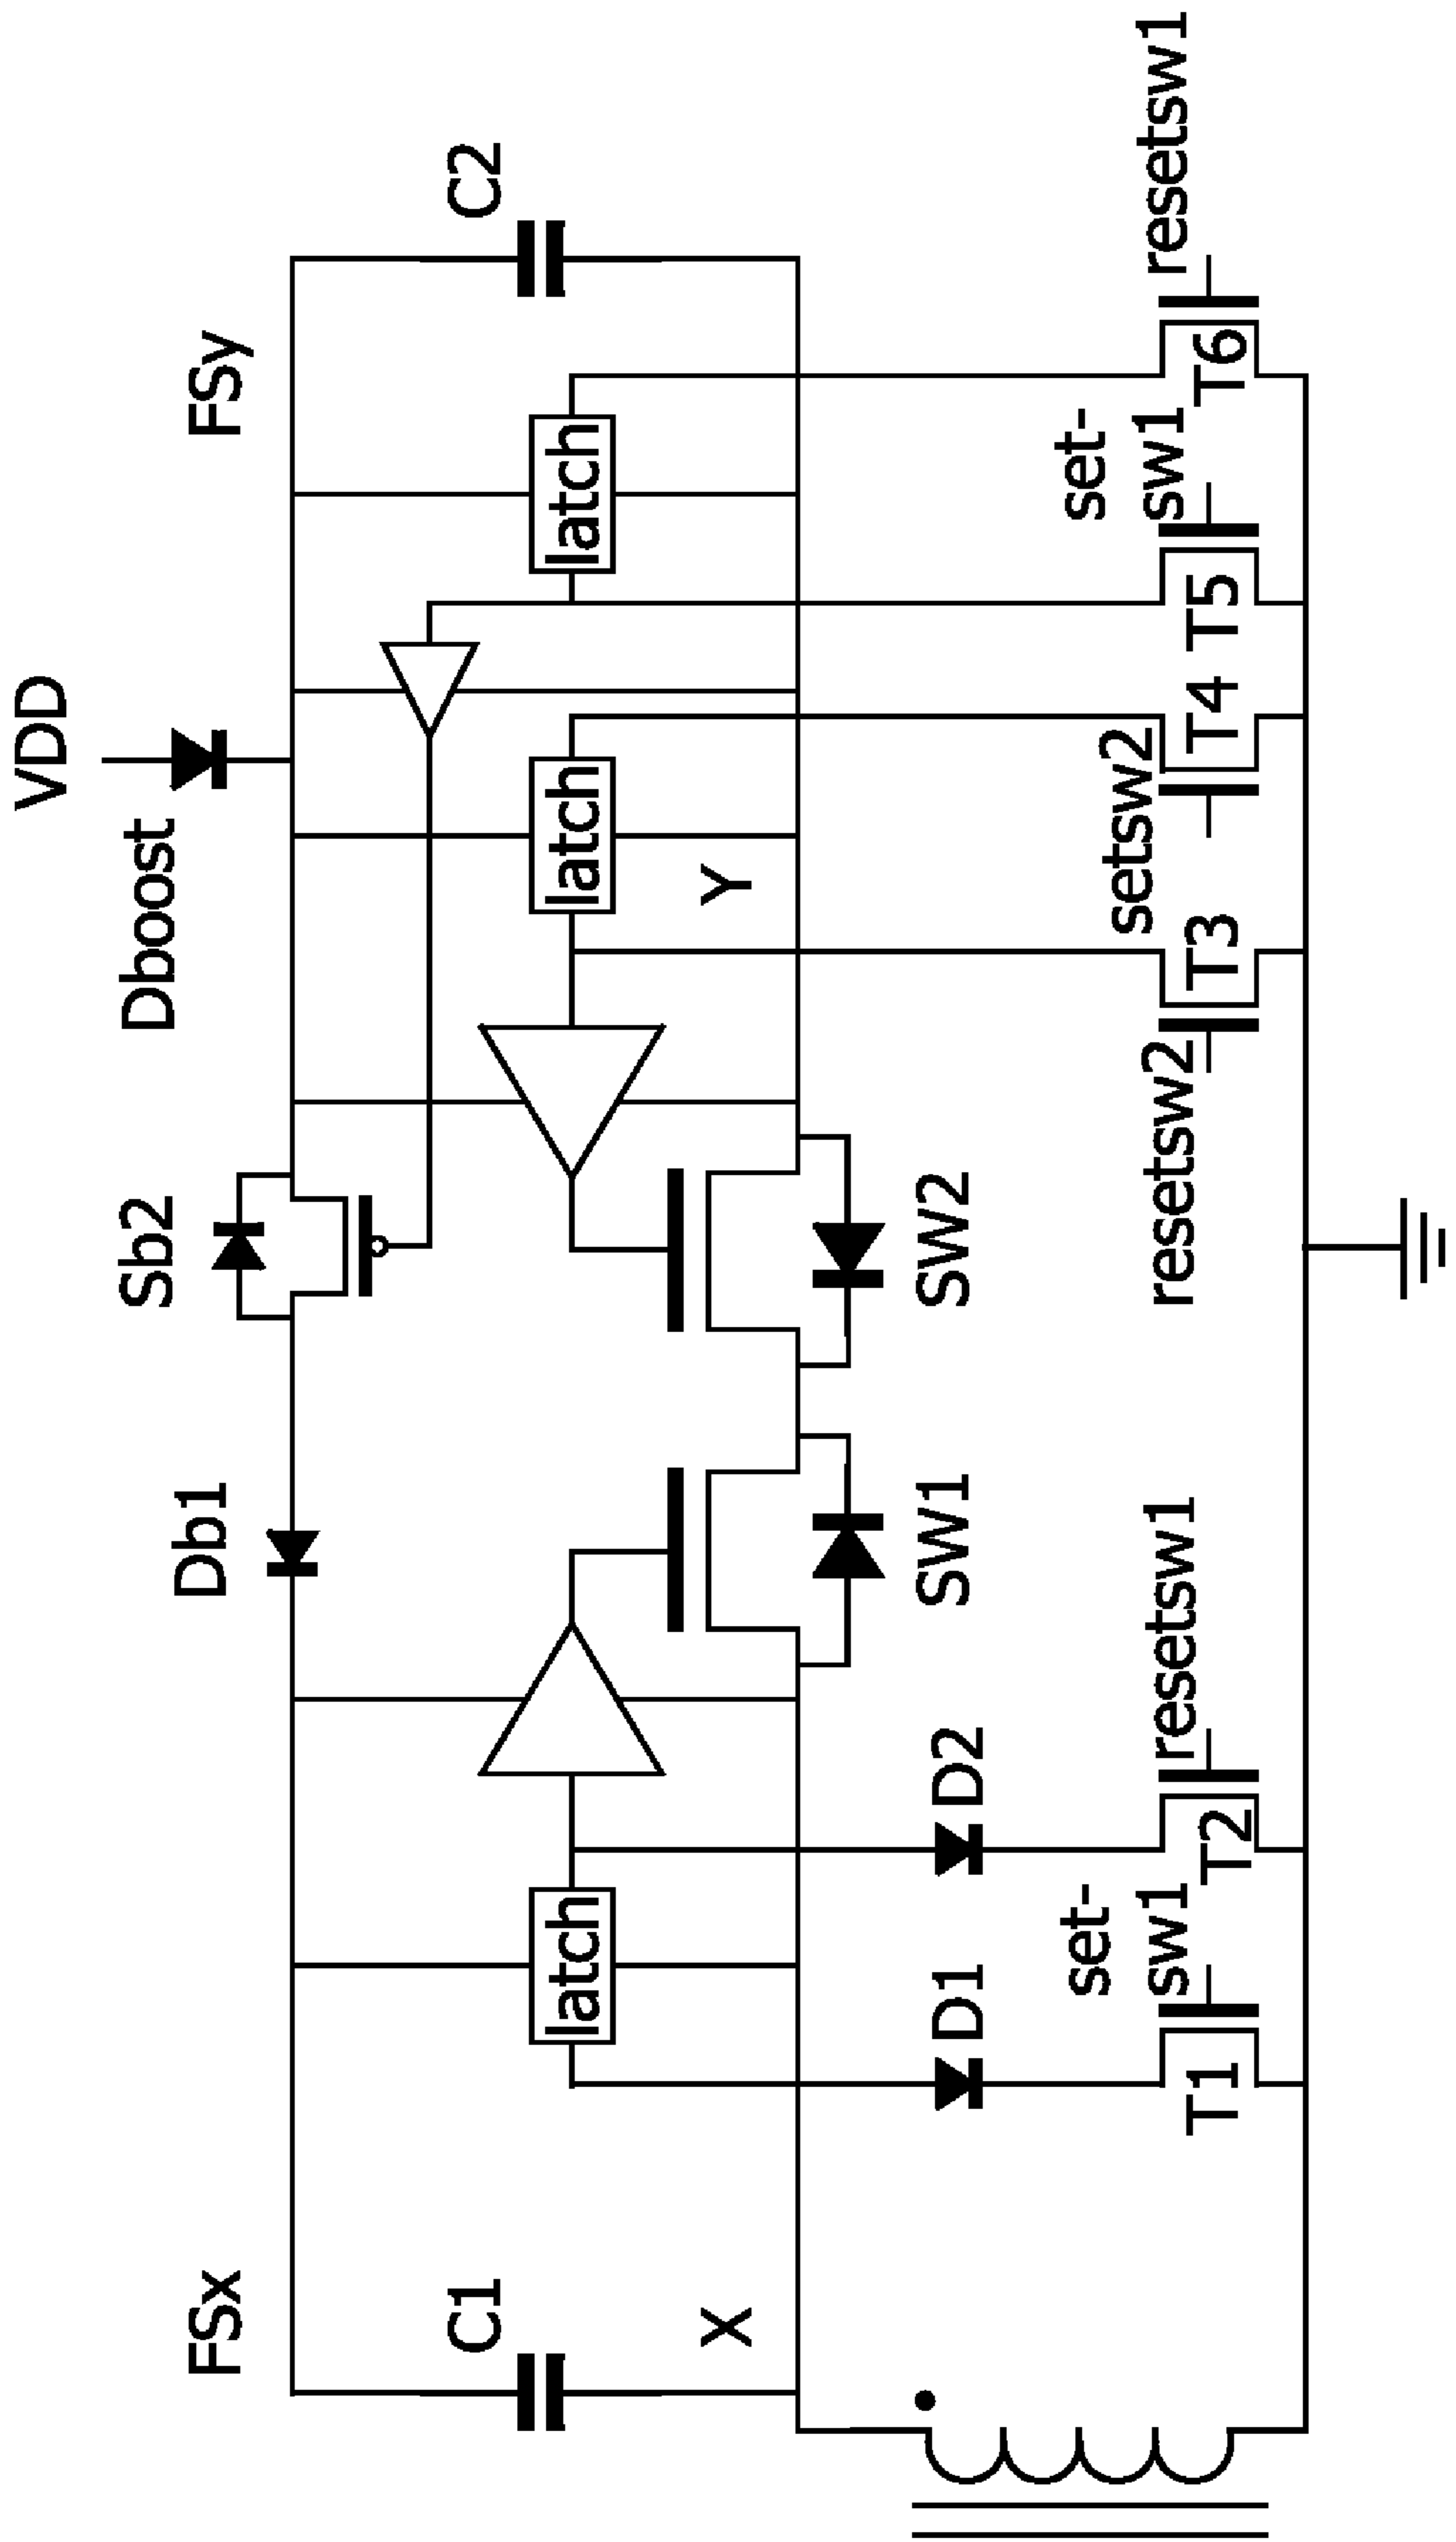 FSx
Db1
Sb2
Dboost
VDD
FSy
C1
C2
latch
latch
latch
X
Y
SW1
SW2
D1
D2
set-
sw1
resetsw1
resetsw2
setsw2
set-
sw1
resetsw1
T1
T2
T3
T4
T5
T6